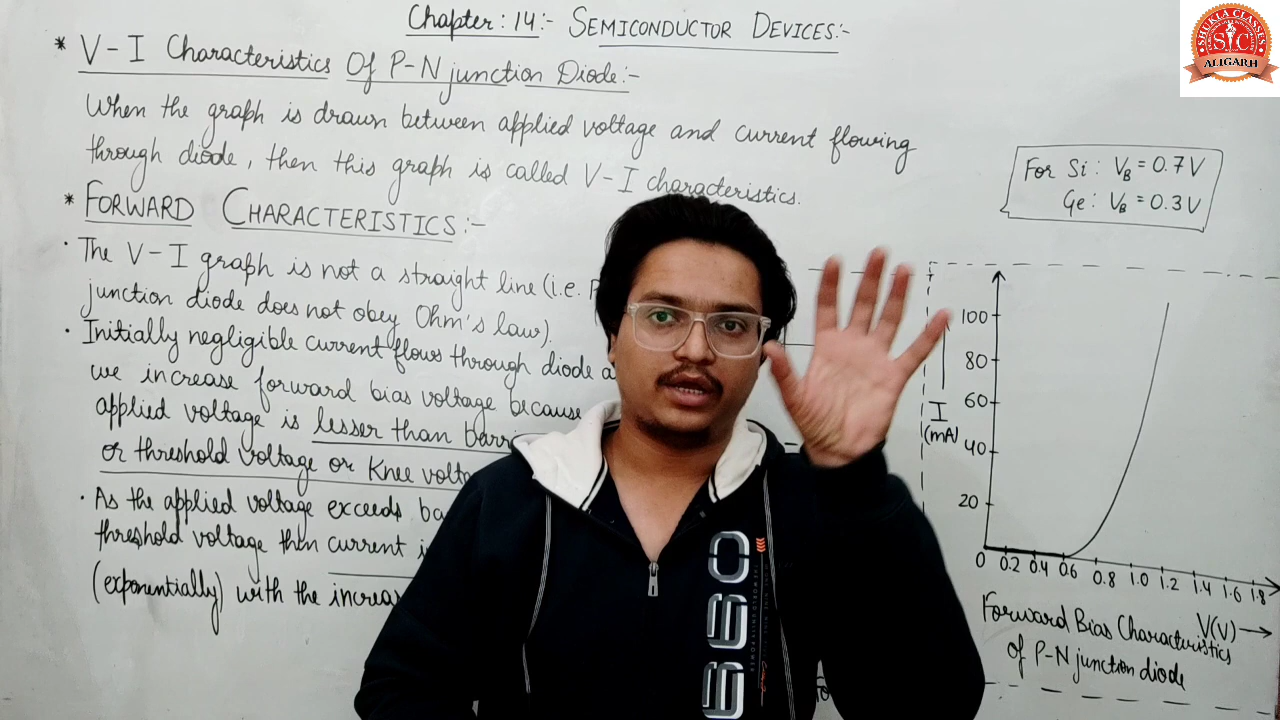 Chapter: 14:- SEMICONDUCTOR DEVICES:-
* V-I Characteristics Of P-N junction Diode:-
When the graph is drawn between applied voltage and current flowing
through diode, then this graph is called V-I characteristics.
* FORWARD CHARACTERISTICS:-
· The V-I graph is not a straight line (i.e. P
junction diode does not obey Ohm's law).
· Initially negligible current flows through diode a
we increase forward bias voltage because
applied voltage is lesser than barr
or threshold voltage or Knee volt
· As the applied voltage exceeds ba
threshold voltage then current i
(exponentially) with the increa
SHUKLA CLASSES
SC
ALIGARH
For Si: VB = 0.7V
Ge: VB = 0.3V
100
80
60
I
(mA)
40
20
0 0.2 0.4 0.6 0.8 1.0 1.2 1.4 1.6 1.8
V(V)
Forward Bias Characteristics
of P-N junction diode